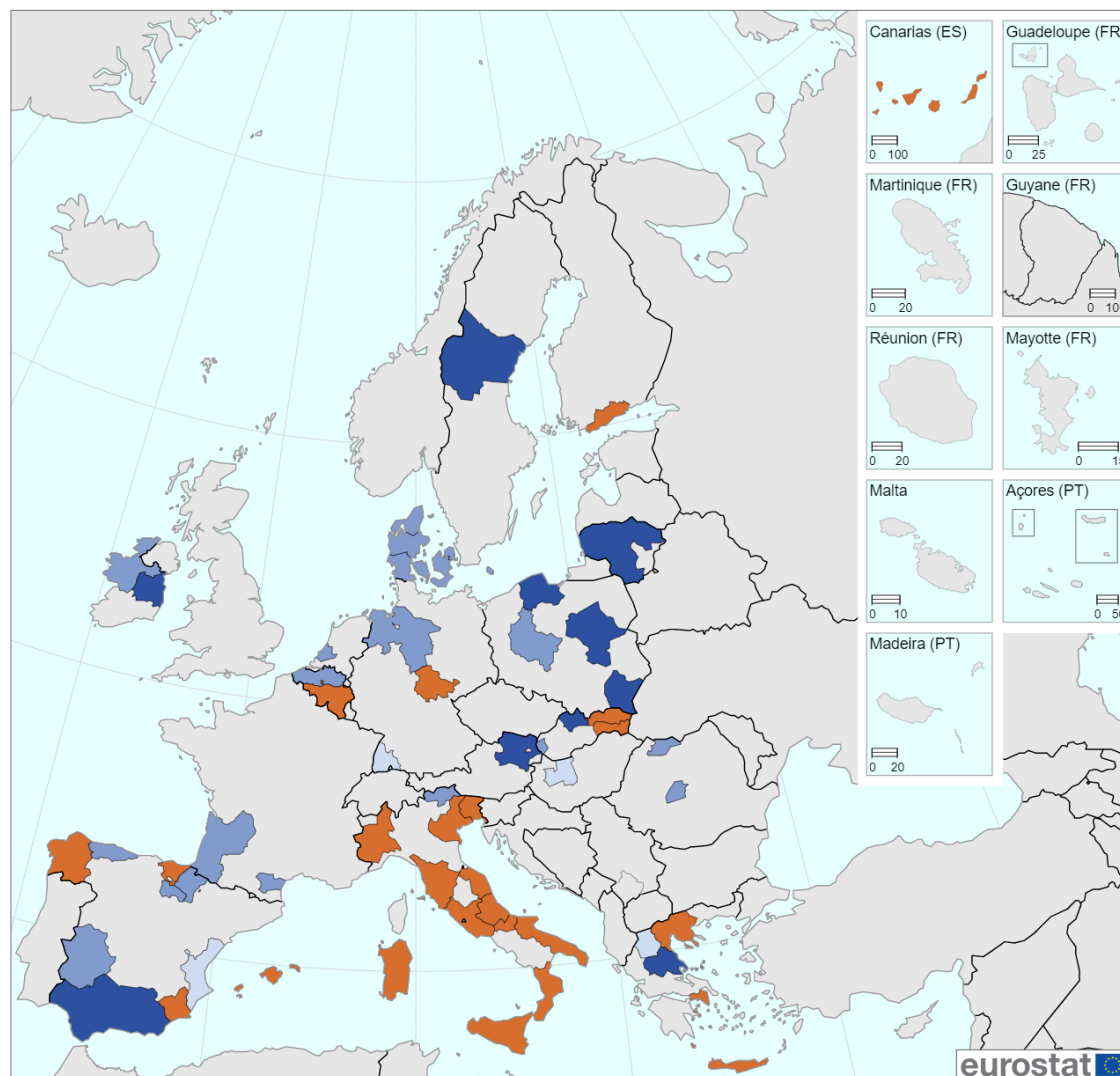 Canarias (ES)
0 100
Guadeloupe (FR
0 25
Martinique (FR)
0 20
Guyane (FR)
0 10
Réunion (FR)
0 20
Mayotte (FR)
0 15
Malta
0 10
Açores (PT)
0 50
Madeira (PT)
0 20
eurostat